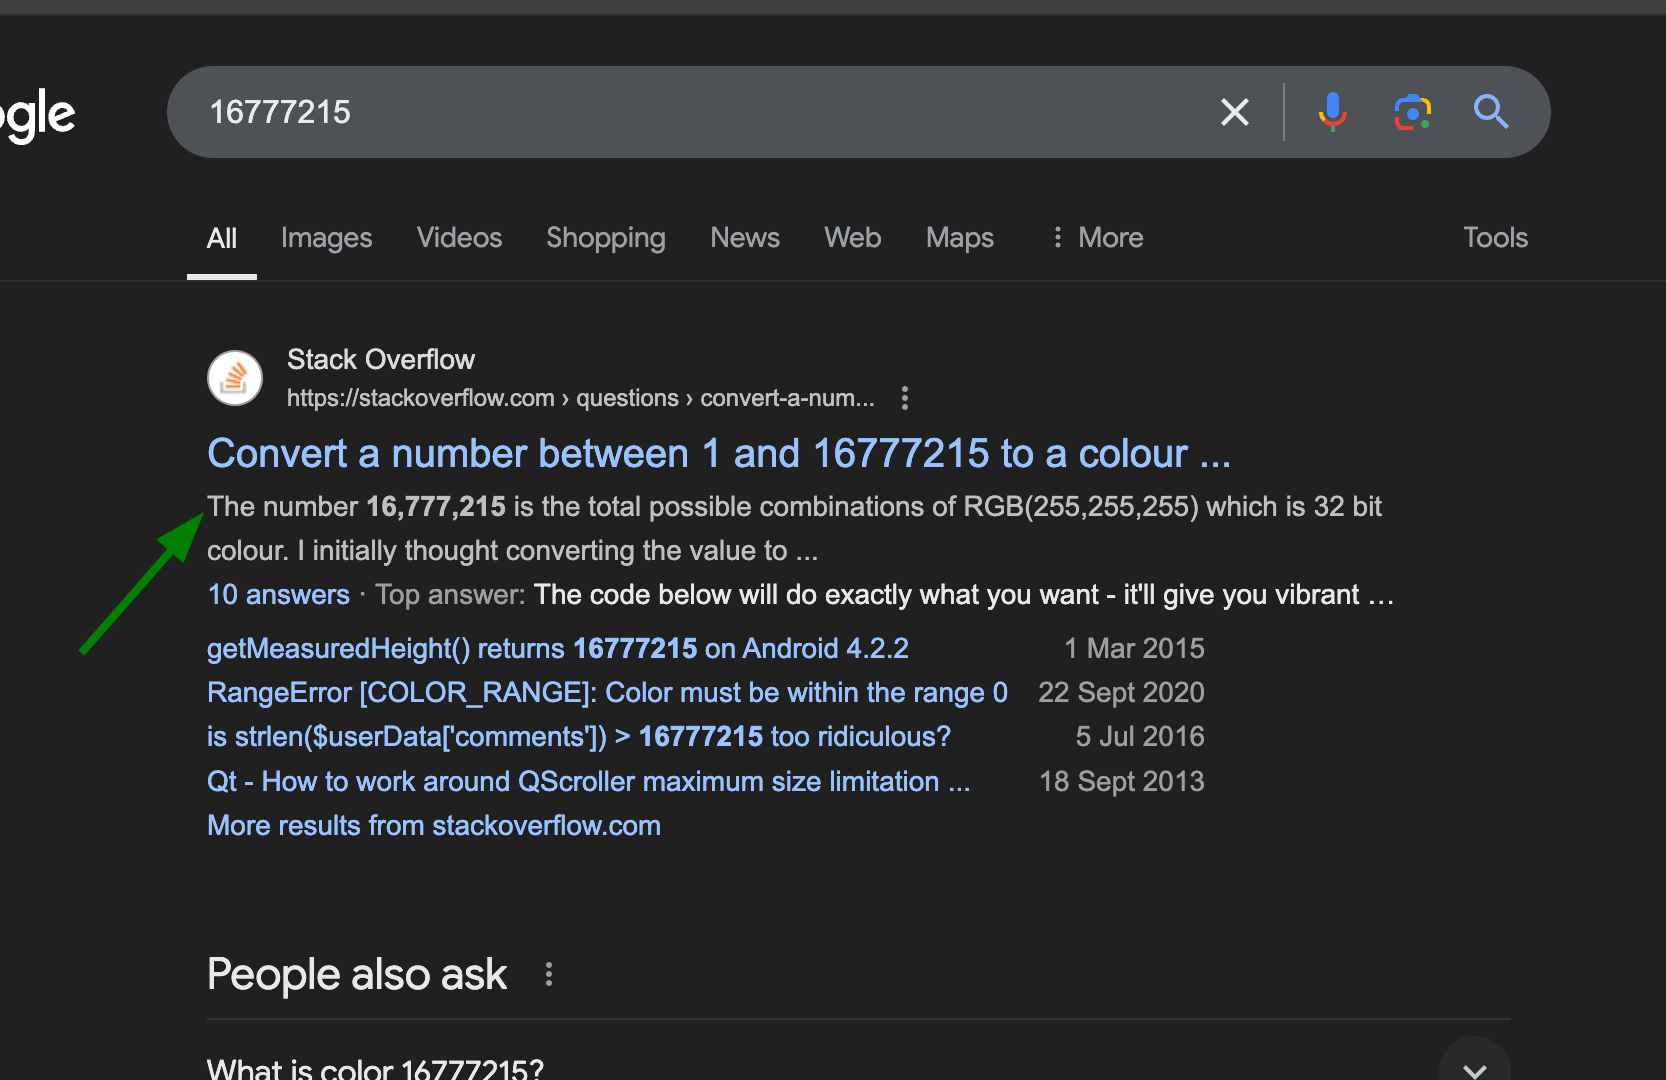 ogle
16777215
All Images Videos Shopping News Web Maps More Tools
Stack Overflow
https://stackoverflow.com › questions › convert-a-num...
Convert a number between 1 and 16777215 to a colour ...
The number 16,777,215 is the total possible combinations of RGB(255,255,255) which is 32 bit
colour. I initially thought converting the value to ...
10 answers · Top answer: The code below will do exactly what you want - it'll give you vibrant ...
getMeasuredHeight() returns 16777215 on Android 4.2.2 1 Mar 2015
RangeError [COLOR_RANGE]: Color must be within the range 0 22 Sept 2020
is strlen($userData['comments']) > 16777215 too ridiculous? 5 Jul 2016
Qt - How to work around QScroller maximum size limitation ... 18 Sept 2013
More results from stackoverflow.com
People also ask
What is color 16777215?